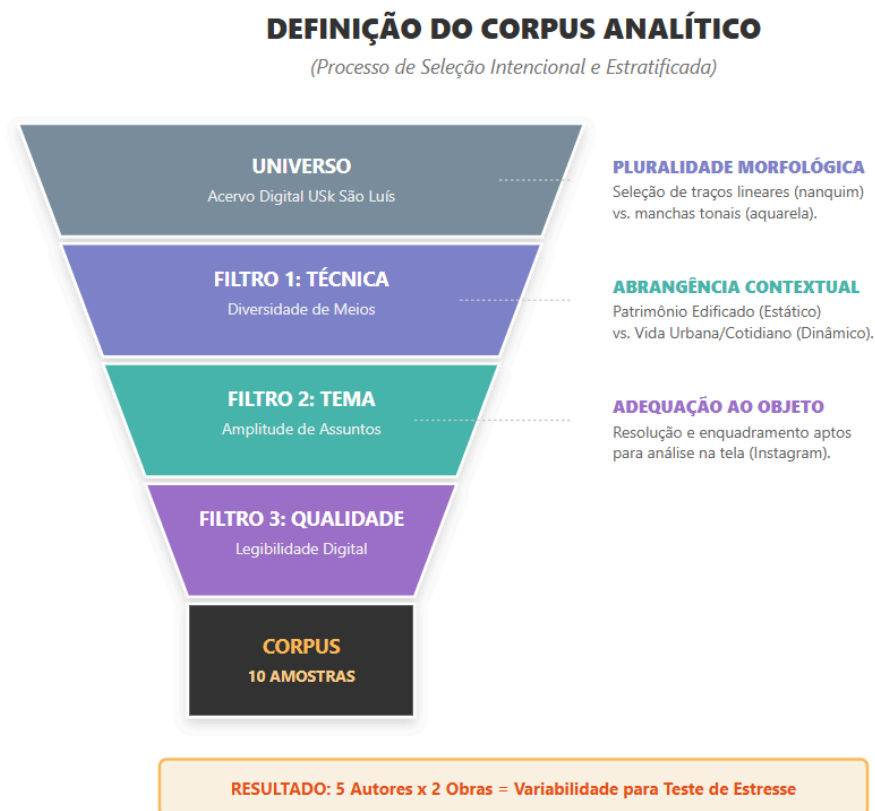 DEFINIÇÃO DO CORPUS ANALÍTICO
(Processo de Seleção Intencional e Estratificada)
UNIVERSO
Acervo Digital USk São Luís
PLURALIDADE MORFOLÓGICA
Seleção de traços lineares (nanquim)
vs. manchas tonais (aquarela).
FILTRO 1: TÉCNICA
Diversidade de Meios
ABRANGÊNCIA CONTEXTUAL
Patrimônio Edificado (Estático)
vs. Vida Urbana/Cotidiano (Dinâmico).
FILTRO 2: TEMA
Amplitude de Assuntos
ADEQUAÇÃO AO OBJETO
Resolução e enquadramento aptos
para análise na tela (Instagram).
FILTRO 3: QUALIDADE
Legibilidade Digital
CORPUS
10 AMOSTRAS
RESULTADO: 5 Autores x 2 Obras = Variabilidade para Teste de Estresse